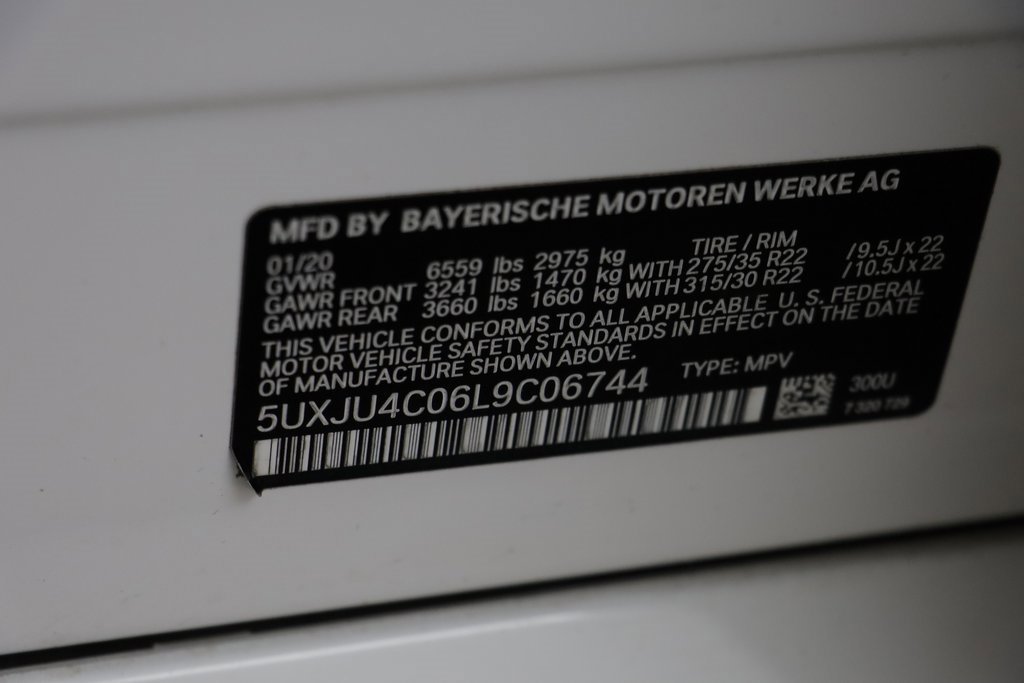 MFD BY BAYERISCHE MOTOREN WERKE AG
01/20 TIRE / RIM
GVWR 6559 lbs 2975 kg
GAWR FRONT 3241 lbs 1470 kg WITH 275/35 R22 /9.5J x 22
GAWR REAR 3660 lbs 1660 kg WITH 315/30 R22 /10.5J x 22
THIS VEHICLE CONFORMS TO ALL APPLICABLE U. S. FEDERAL
MOTOR VEHICLE SAFETY STANDARDS IN EFFECT ON THE DATE
OF MANUFACTURE SHOWN ABOVE.
5UXJU4C06L9C06744 TYPE: MPV
300U
7 320 729